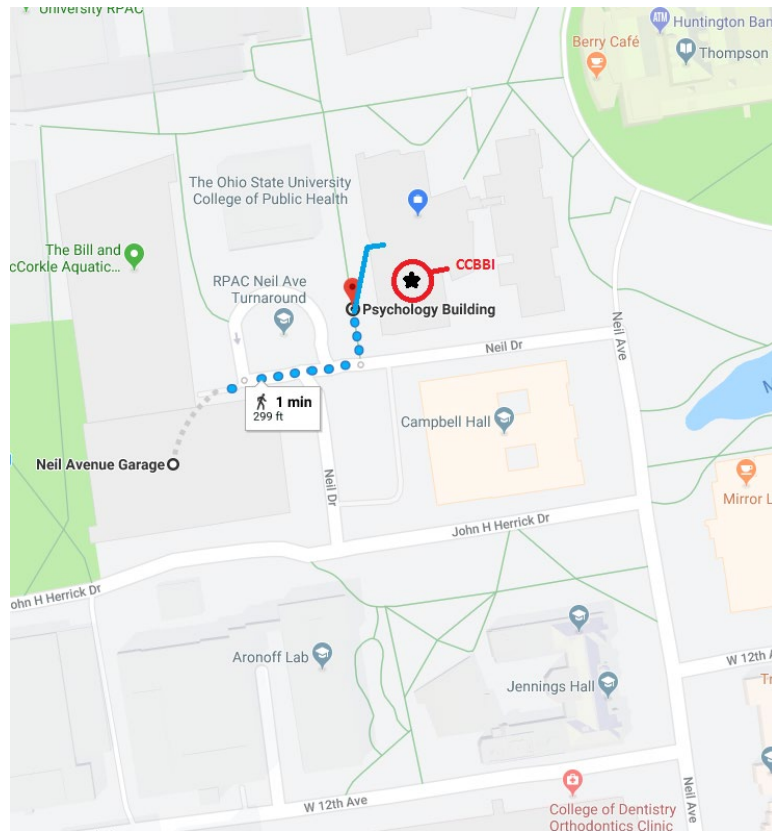 University RPAC
ATM
Huntington Ban
Berry Café
Thompson
The Ohio State University
College of Public Health
The Bill and
cCorkle Aquatic...
CCBBI
RPAC Neil Ave
Turnaround
Psychology Building
Neil Ave
Neil Dr
1 min
299 ft
Campbell Hall
Neil Avenue Garage
Neil Dr
Mirror L
John H Herrick Dr
ohn H Herrick Dr
Aronoff Lab
W 12th A
Jennings Hall
Tr
W 12th Ave
Neil Ave
College of Dentistry
Orthodontics Clinic